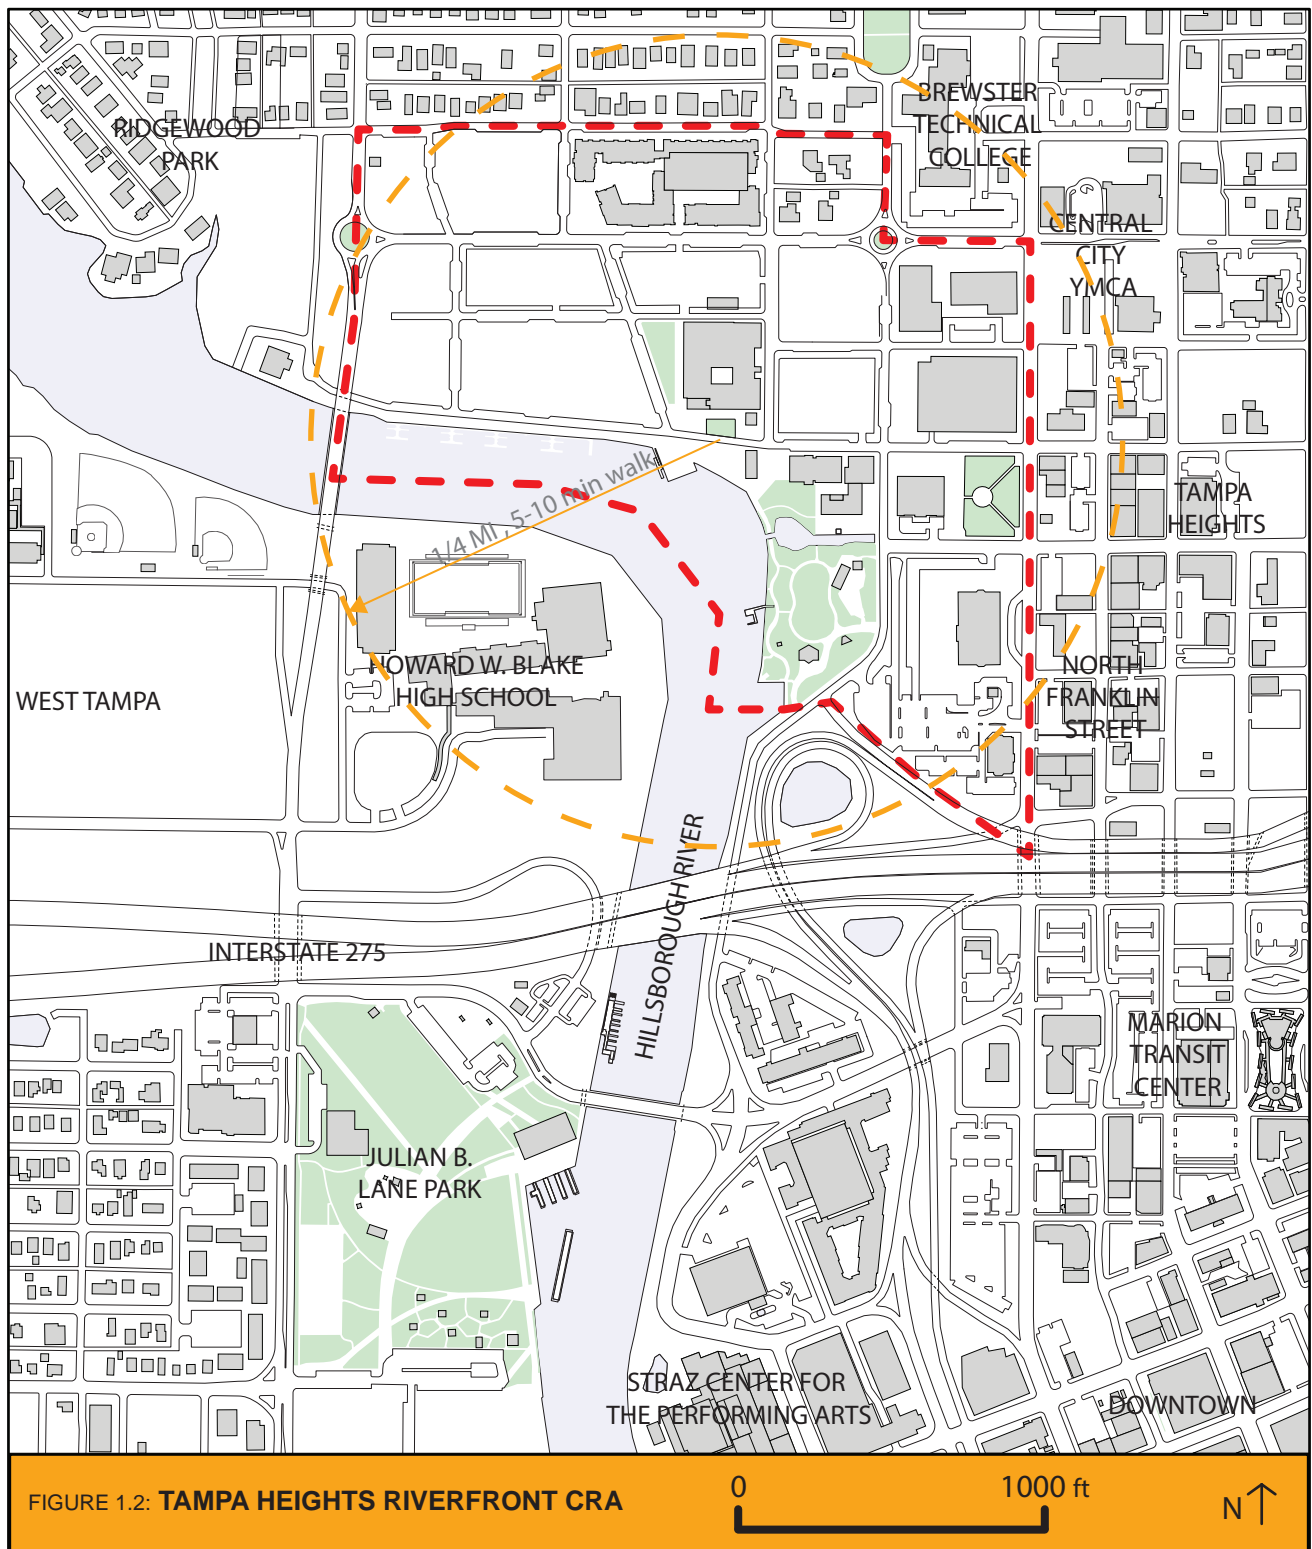 BREWSTER
TECHNICAL
COLLEGE
RIDGEWOOD
PARK
CENTRAL
CITY
YMCA
1/4 MI , 5-10 min walk
TAMPA
HEIGHTS
HOWARD W. BLAKE
HIGH SCHOOL
WEST TAMPA
NORTH
FRANKLIN
STREET
HILLSBOROUGH RIVER
INTERSTATE 275
MARION
TRANSIT
CENTER
JULIAN B.
LANE PARK
STRAZ CENTER FOR
THE PERFORMING ARTS
DOWNTOWN
FIGURE 1.2: TAMPA HEIGHTS RIVERFRONT CRA
0 1000 ft
N